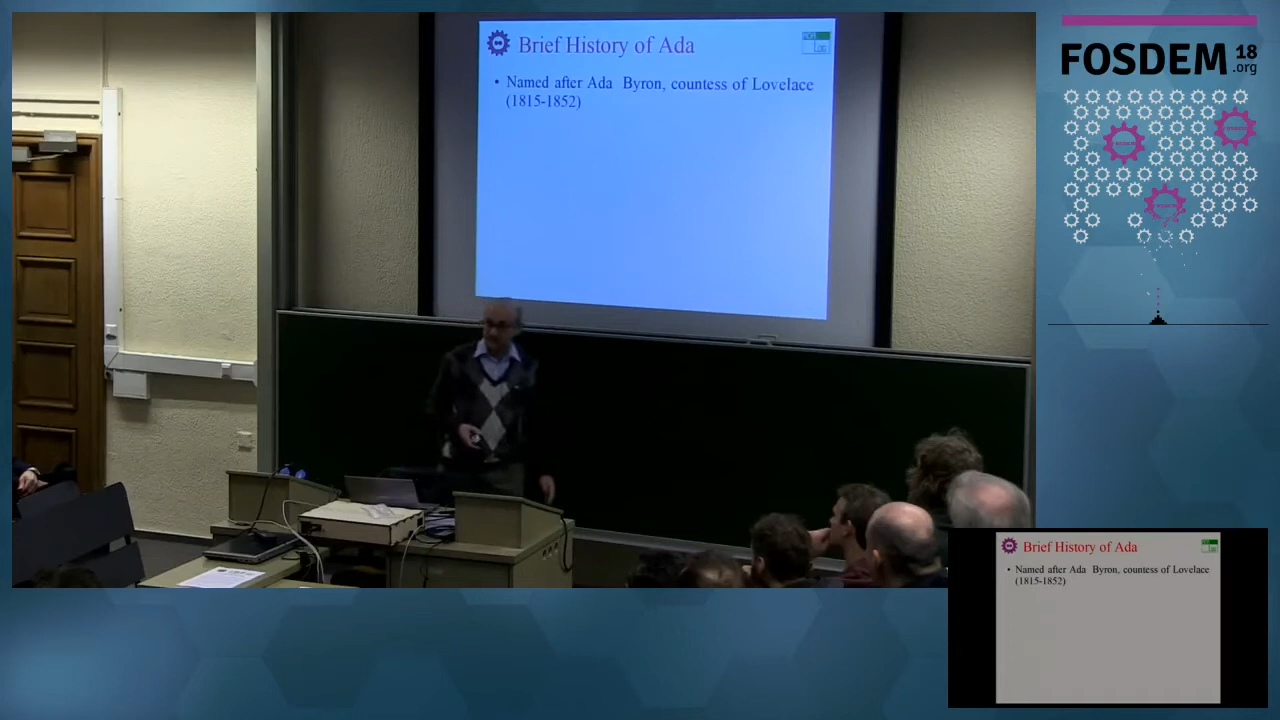 Brief History of Ada
• Named after Ada Byron, countess of Lovelace
(1815-1852)
FOSDEM 18
.org
Brief History of Ada
• Named after Ada Byron, countess of Lovelace
(1815-1852)